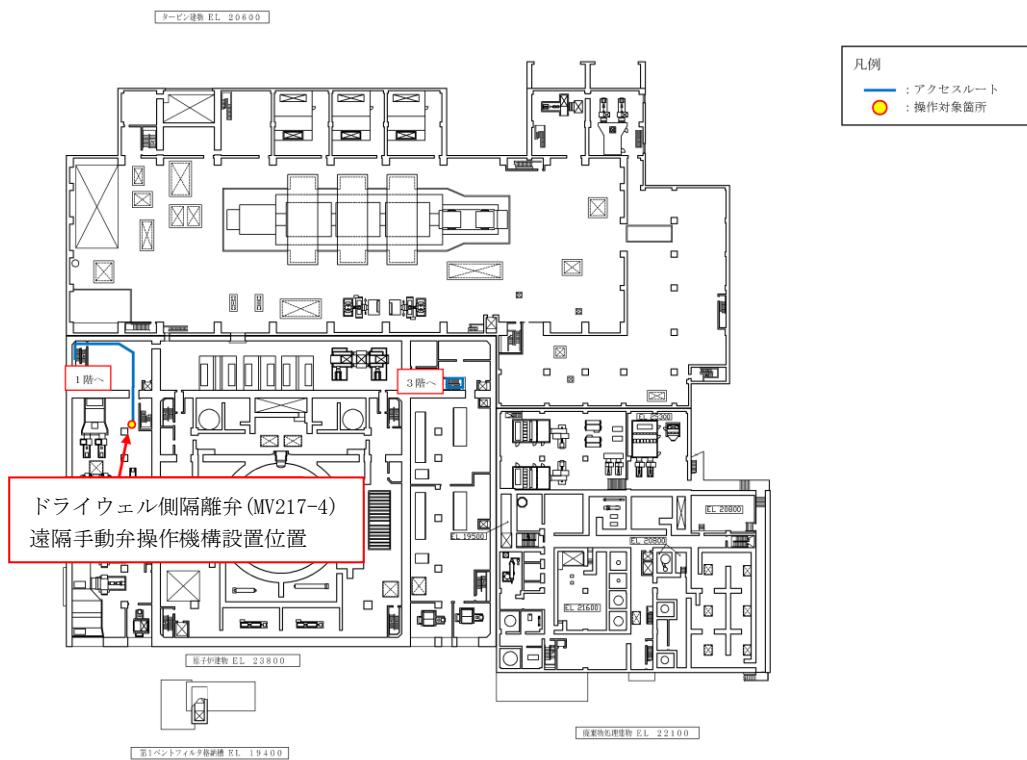 タービン建物 EL 20600
凡例
：アクセスルート
：操作対象箇所
1階へ
3階へ
EL 25300
ドライウェル側隔離弁(MV217-4)
遠隔手動弁操作機構設置位置
EL 19500
EL 20800
EL 20800
EL 21600
原子炉建物 EL 23800
廃棄物処理建物 EL 22100
第1ベントフィルタ格納槽 EL 19400